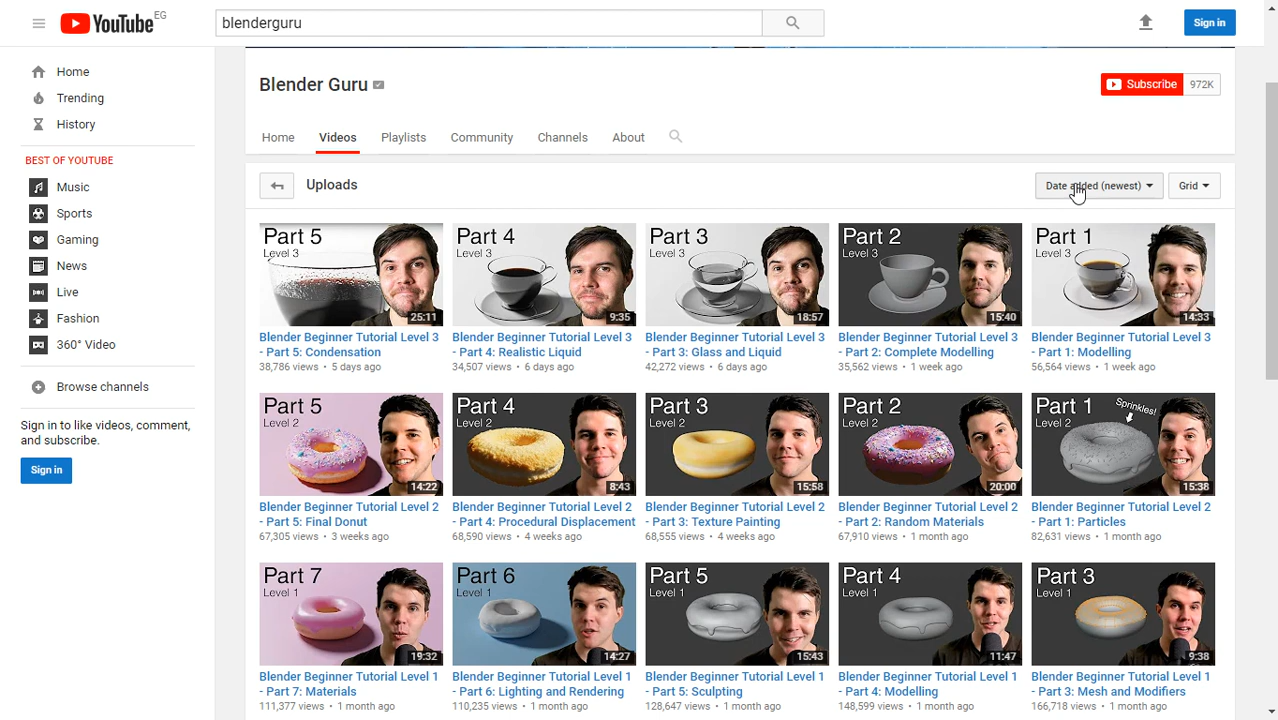 YouTube EG
blenderguru
Sign in
Home
Trending
History
BEST OF YOUTUBE
Music
Sports
Gaming
News
Live
Fashion
360° Video
Browse channels
Sign in to like videos, comment,
and subscribe.
Sign in
Blender Guru
Subscribe 972K
Home Videos Playlists Community Channels About
Uploads
Date added (newest)
Grid
Part 5
Level 3
25:11
Blender Beginner Tutorial Level 3
- Part 5: Condensation
38,786 views • 5 days ago
Part 4
Level 3
9:35
Blender Beginner Tutorial Level 3
- Part 4: Realistic Liquid
34,507 views • 6 days ago
Part 3
Level 3
18:57
Blender Beginner Tutorial Level 3
- Part 3: Glass and Liquid
42,272 views • 6 days ago
Part 2
Level 3
15:40
Blender Beginner Tutorial Level 3
- Part 2: Complete Modelling
35,562 views • 1 week ago
Part 1
Level 3
14:33
Blender Beginner Tutorial Level 3
- Part 1: Modelling
56,564 views • 1 week ago
Part 5
Level 2
14:22
Blender Beginner Tutorial Level 2
- Part 5: Final Donut
67,305 views • 3 weeks ago
Part 4
Level 2
8:43
Blender Beginner Tutorial Level 2
- Part 4: Procedural Displacement
68,590 views • 4 weeks ago
Part 3
Level 2
15:58
Blender Beginner Tutorial Level 2
- Part 3: Texture Painting
68,555 views • 4 weeks ago
Part 2
Level 2
20:00
Blender Beginner Tutorial Level 2
- Part 2: Random Materials
67,910 views • 1 month ago
Part 1
Level 2
Sprinkles!
15:38
Blender Beginner Tutorial Level 2
- Part 1: Particles
82,631 views • 1 month ago
Part 7
Level 1
19:32
Blender Beginner Tutorial Level 1
- Part 7: Materials
111,377 views • 1 month ago
Part 6
Level 1
14:27
Blender Beginner Tutorial Level 1
- Part 6: Lighting and Rendering
110,235 views • 1 month ago
Part 5
Level 1
15:43
Blender Beginner Tutorial Level 1
- Part 5: Sculpting
128,647 views • 1 month ago
Part 4
Level 1
11:47
Blender Beginner Tutorial Level 1
- Part 4: Modelling
148,599 views • 1 month ago
Part 3
Level 1
9:38
Blender Beginner Tutorial Level 1
- Part 3: Mesh and Modifiers
166,718 views • 1 month ago